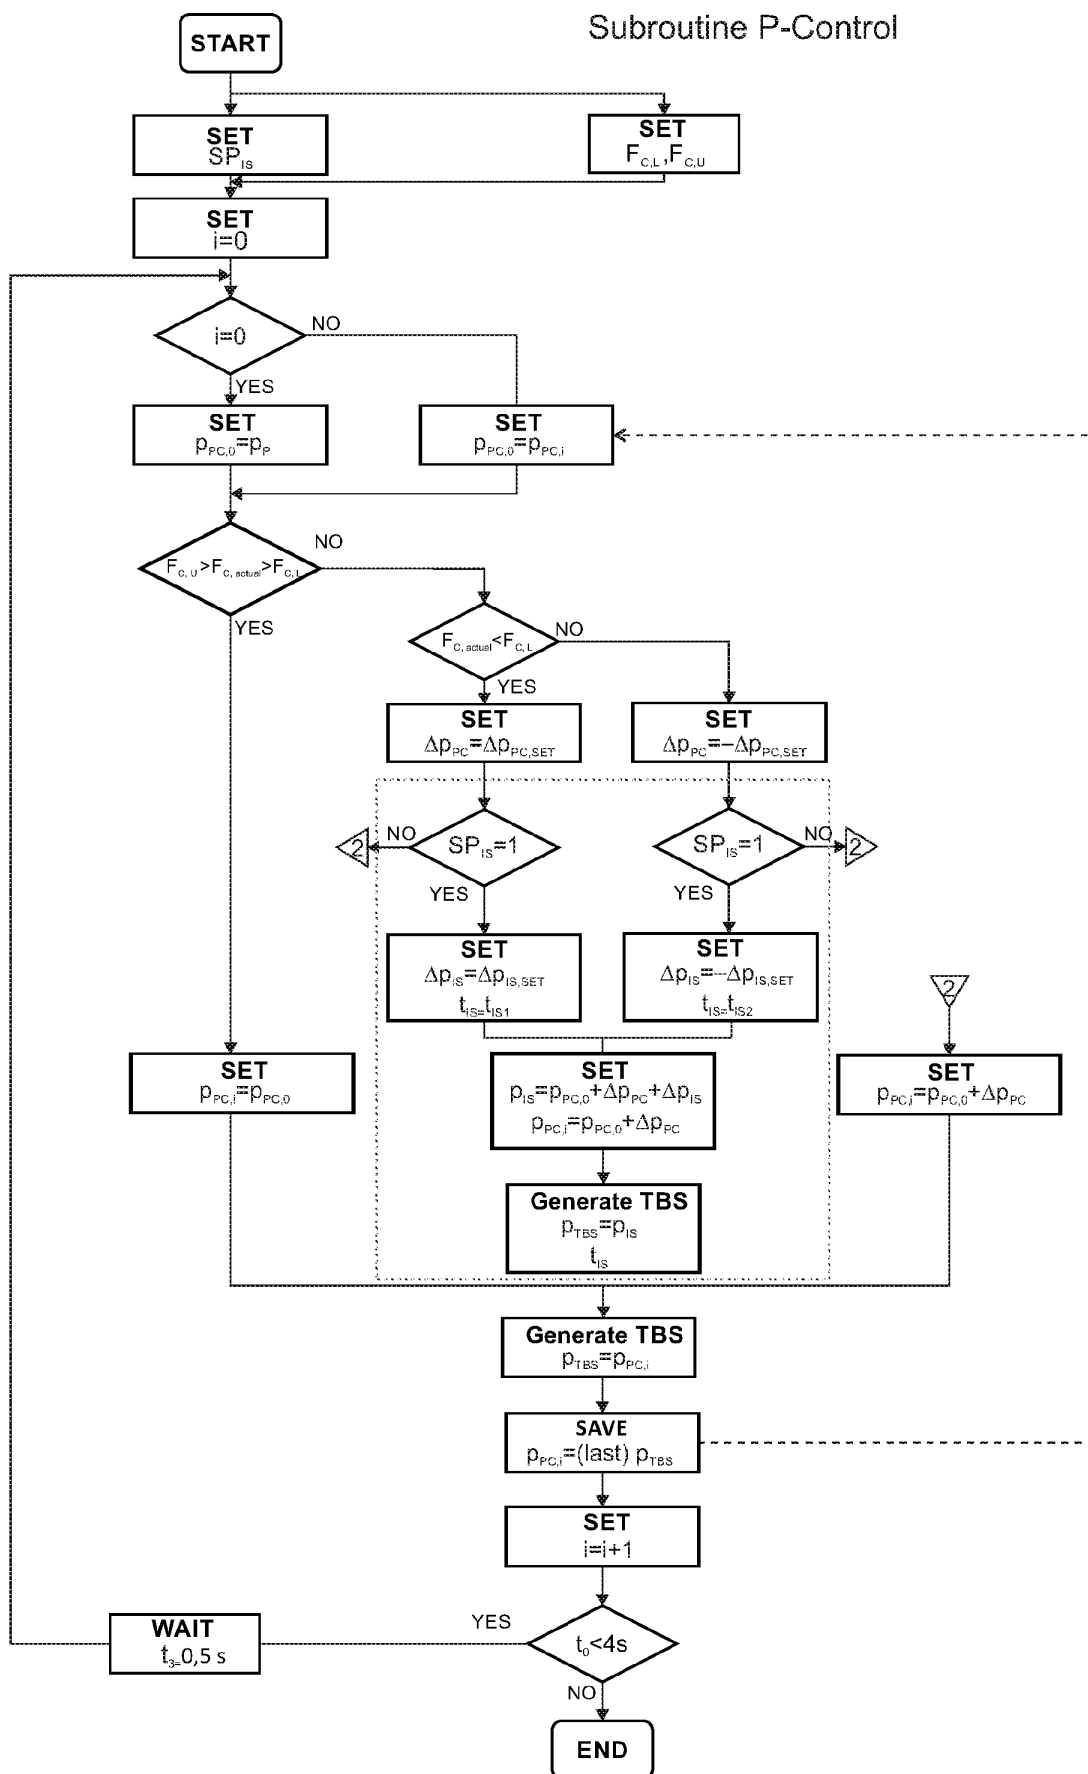 Subroutine P-Control
START
SET
SP_IS
SET
F_C,L,F_C,U
SET
i=0
i=0
NO
YES
SET
p_PC,0=p_P
SET
p_PC,0=p_PC,i
F_C,U>F_C,actual>F_C,L
NO
YES
F_C,actual<F_C,L
NO
YES
SET
Δp_PC=Δp_PC,SET
SET
Δp_PC=–Δp_PC,SET
2
NO
SP_IS=1
YES
SP_IS=1
NO
2
YES
SET
Δp_IS=Δp_IS,SET
t_IS=t_IS1
SET
Δp_IS=–Δp_IS,SET
t_IS=t_IS2
2
SET
p_PC,i=p_PC,0
SET
p_IS=p_PC,0+Δp_PC+Δp_IS
p_PC,i=p_PC,0+Δp_PC
SET
p_PC,i=p_PC,0+Δp_PC
Generate TBS
p_TBS=p_IS
t_IS
Generate TBS
p_TBS=p_PC,i
SAVE
p_PC,i=(last) p_TBS
SET
i=i+1
WAIT
t_3=0,5 s
YES
t_0<4s
NO
END